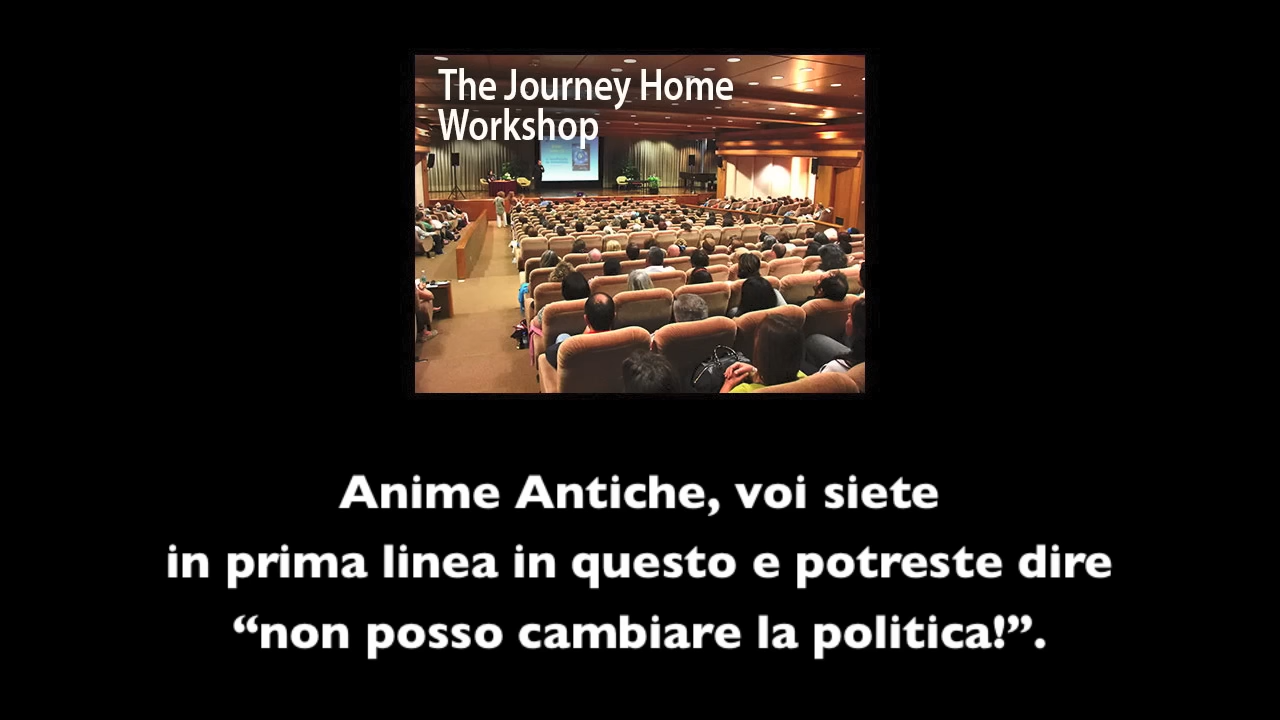 The Journey Home
Workshop
Anime Antiche, voi siete
in prima linea in questo e potreste dire
“non posso cambiare la politica!”.